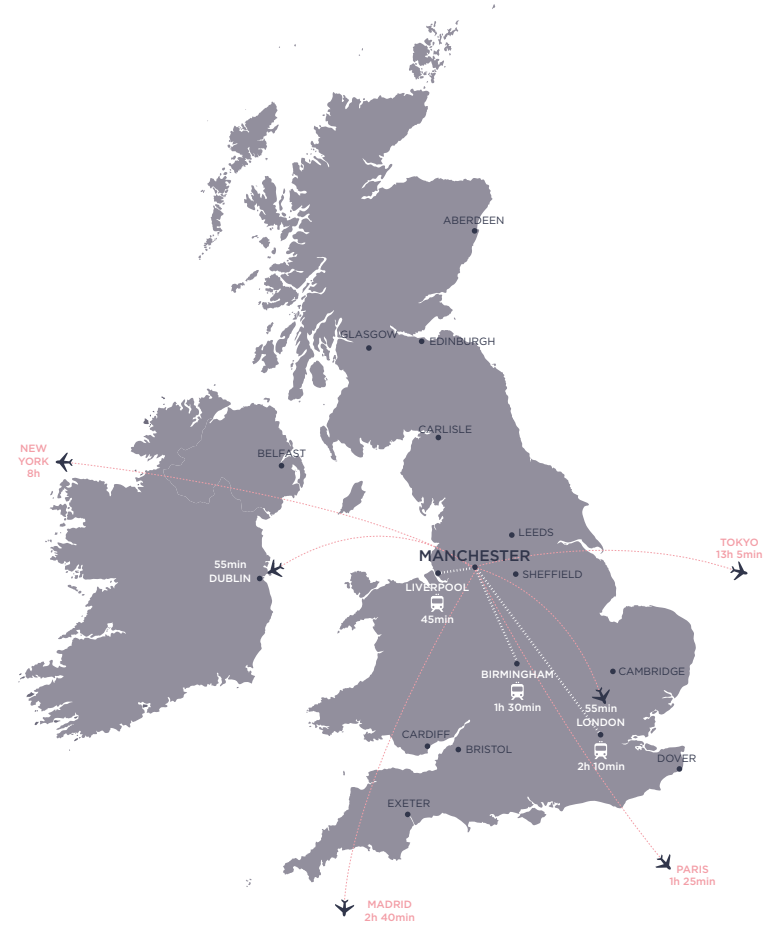 ABERDEEN
GLASGOW
EDINBURGH
CARLISLE
BELFAST
NEW
YORK
8h
LEEDS
MANCHESTER
TOKYO
13h 5min
55min
DUBLIN
SHEFFIELD
LIVERPOOL
45min
BIRMINGHAM
1h 30min
CAMBRIDGE
55min
LONDON
2h 10min
CARDIFF
BRISTOL
DOVER
EXETER
PARIS
1h 25min
MADRID
2h 40min